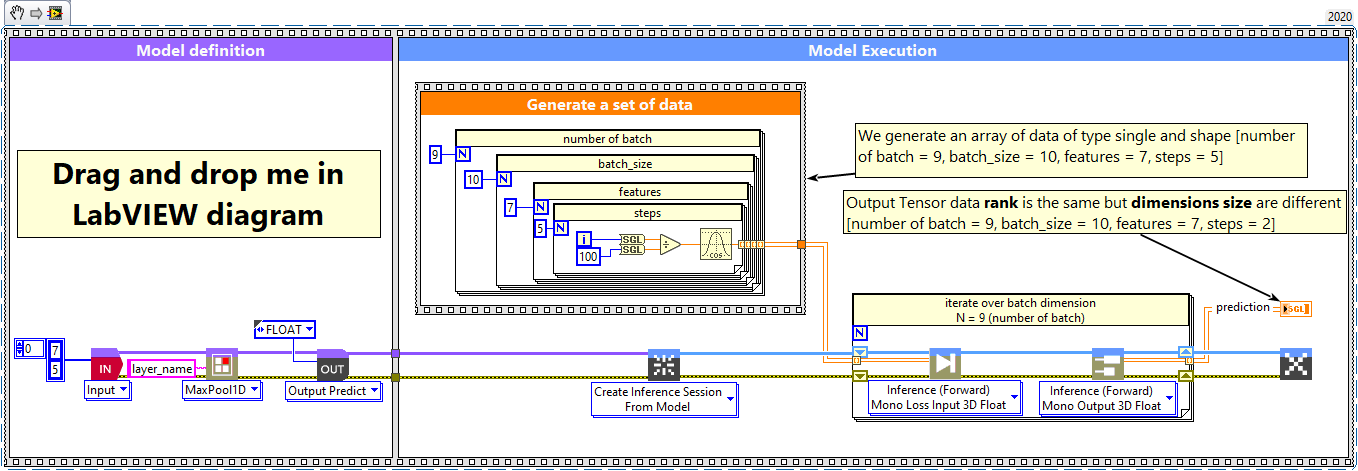 2020
Model definition
Model Execution
Drag and drop me in
LabVIEW diagram
Generate a set of data
number of batch
9
N
batch_size
10
N
features
7
N
steps
5
N
i
100
SGL
SGL
÷
COS
We generate an array of data of type single and shape [number
of batch = 9, batch_size = 10, features = 7, steps = 5]
Output Tensor data rank is the same but dimensions size are different
[number of batch = 9, batch_size = 10, features = 7, steps = 2]
iterate over batch dimension
N = 9 (number of batch)
N
prediction
SGL
FLOAT
0
7
5
IN
layer_name
OUT
Input
MaxPool1D
Output Predict
Create Inference Session
From Model
Inference (Forward)
Mono Loss Input 3D Float
Inference (Forward)
Mono Output 3D Float